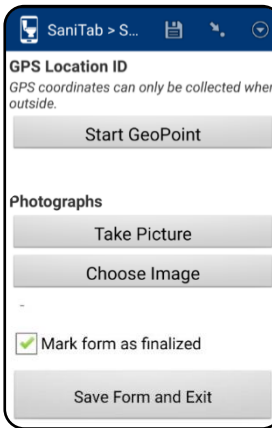 SaniTab > S...
GPS Location ID
GPS coordinates can only be collected when
outside.
Start GeoPoint
Photographs
Take Picture
Choose Image
-
Mark form as finalized
Save Form and Exit